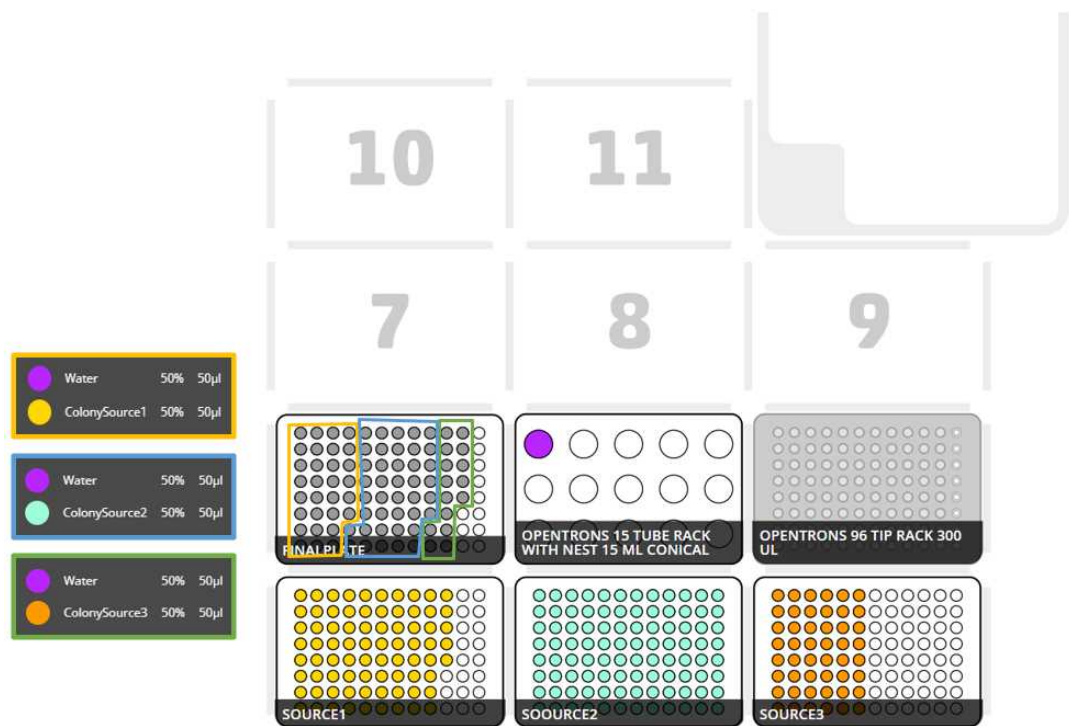 10
11
7
8
9
Water 50% 50µl
ColonySource1 50% 50µl
Water 50% 50µl
ColonySource2 50% 50µl
Water 50% 50µl
ColonySource3 50% 50µl
FINALPLATE
OPENTRONS 15 TUBE RACK
WITH NEST 15 ML CONICAL
OPENTRONS 96 TIP RACK 300
UL
SOURCE1
SOOURCE2
SOURCE3